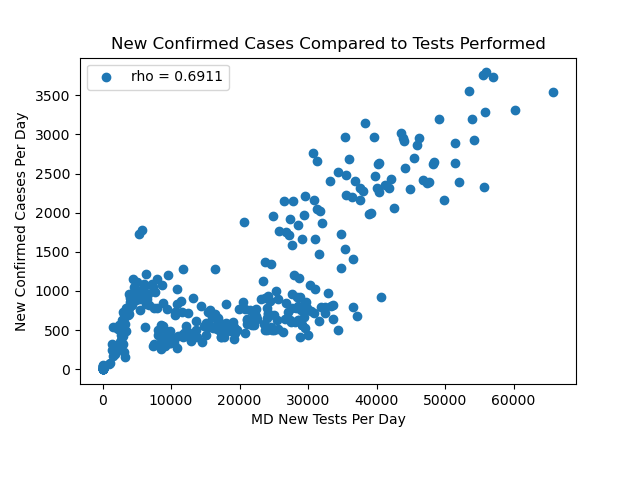 New Confirmed Cases Compared to Tests Performed
rho = 0.6911
New Confirmed Caeses Per Day
3500
3000
2500
2000
1500
1000
500
0
0 10000 20000 30000 40000 50000 60000
MD New Tests Per Day